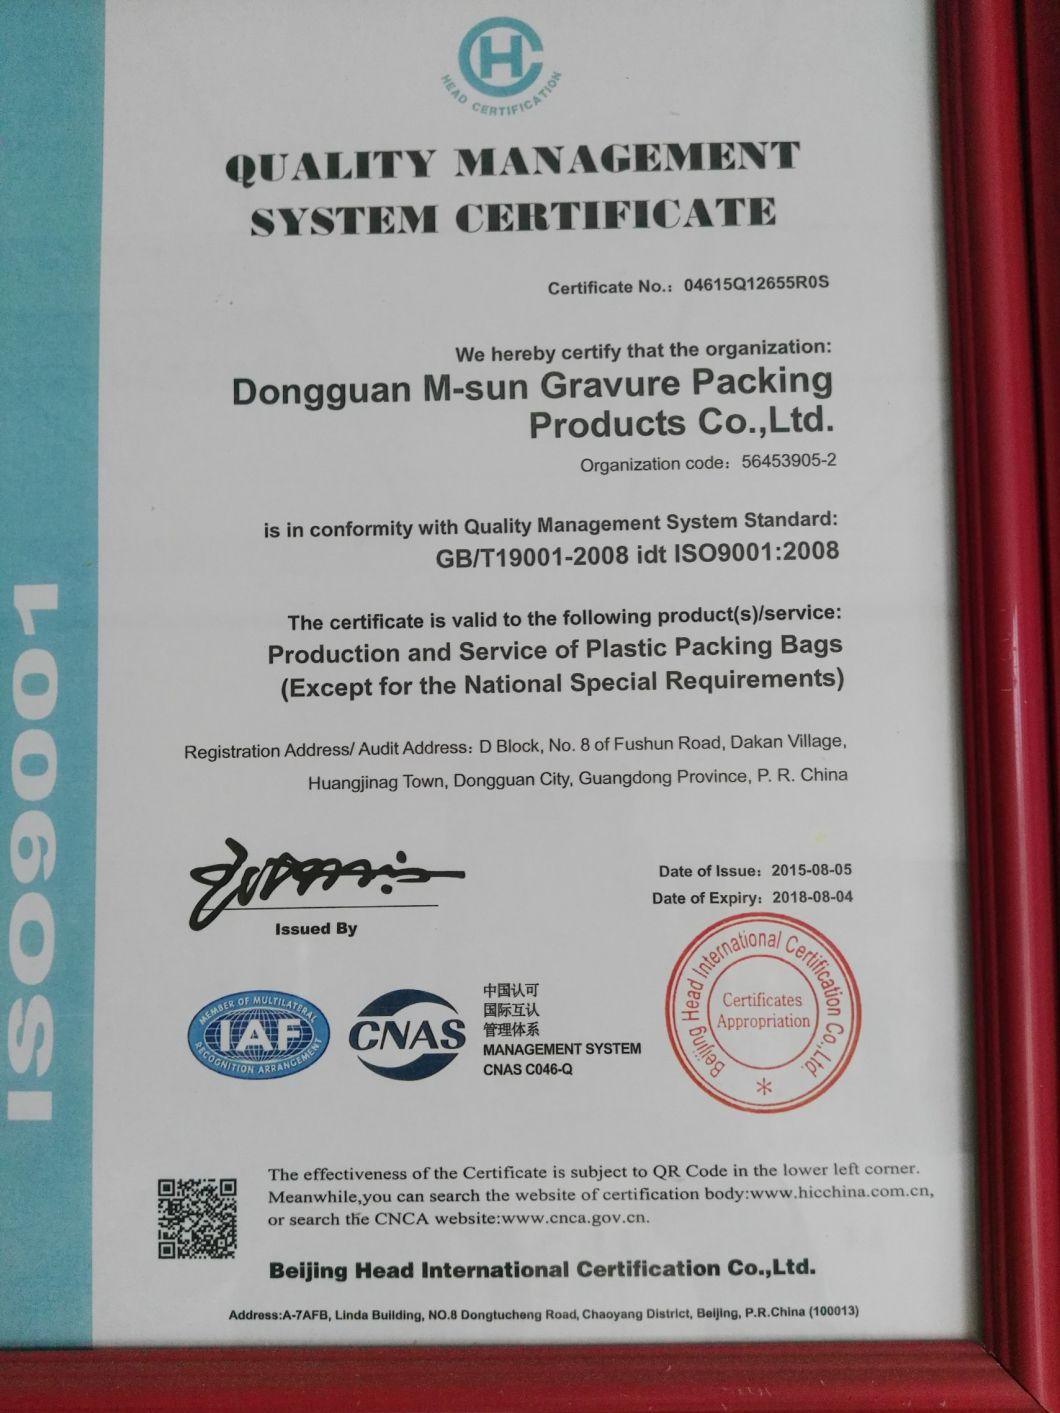 HEAD CERTIFICATION
QUALITY MANAGEMENT
SYSTEM CERTIFICATE
Certificate No.: 04615Q12655R0S
We hereby certify that the organization:
Dongguan M-sun Gravure Packing
Products Co.,Ltd.
Organization code: 56453905-2
is in conformity with Quality Management System Standard:
GB/T19001-2008 idt ISO9001:2008
The certificate is valid to the following product(s)/service:
Production and Service of Plastic Packing Bags
(Except for the National Special Requirements)
Registration Address/ Audit Address: D Block, No. 8 of Fushun Road, Dakan Village,
Huangjinag Town, Dongguan City, Guangdong Province, P. R. China
ISO9001
Date of Issue: 2015-08-05
Date of Expiry: 2018-08-04
Issued By
MEMBER OF MULTILATERAL
IAF
RECOGNITION ARRANGEMENT
CNAS
中国认可
国际互认
管理体系
MANAGEMENT SYSTEM
CNAS C046-Q
Beijing Head International Certification Co.,Ltd.
Certificates
Appropriation
The effectiveness of the Certificate is subject to QR Code in the lower left corner.
Meanwhile,you can search the website of certification body:www.hicchina.com.cn,
or search the CNCA website:www.cnca.gov.cn.
Beijing Head International Certification Co.,Ltd.
Address:A-7AFB, Linda Building, NO.8 Dongtucheng Road, Chaoyang District, Beijing, P.R.China (100013)